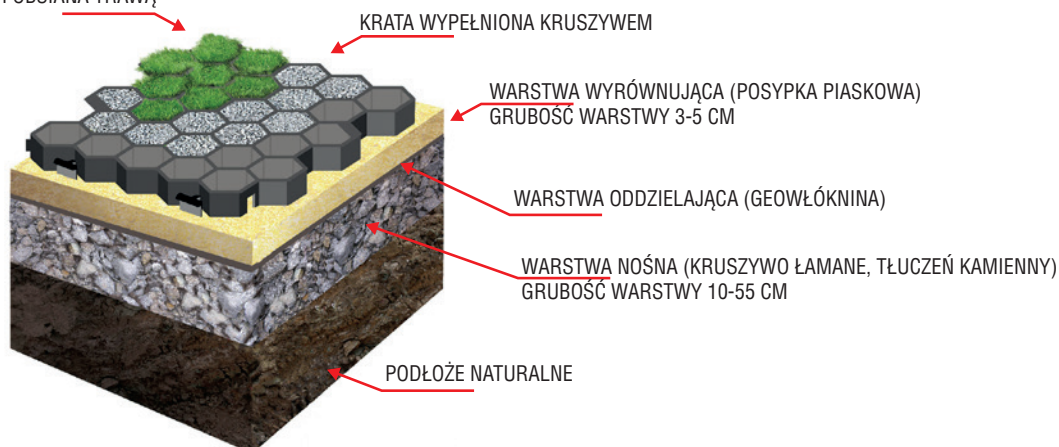 TRAWĄ
KRATA WYPEŁNIONA KRUSZYWEM
WARSTWA WYRÓWNUJĄCA (POSYPKA PIASKOWA)
GRUBOŚĆ WARSTWY 3-5 CM
WARSTWA ODDZIELAJĄCA (GEOWŁÓKNINA)
WARSTWA NOŚNA (KRUSZYWO ŁAMANE, TŁUCZEŃ KAMIENNY)
GRUBOŚĆ WARSTWY 10-55 CM
PODŁOŻE NATURALNE